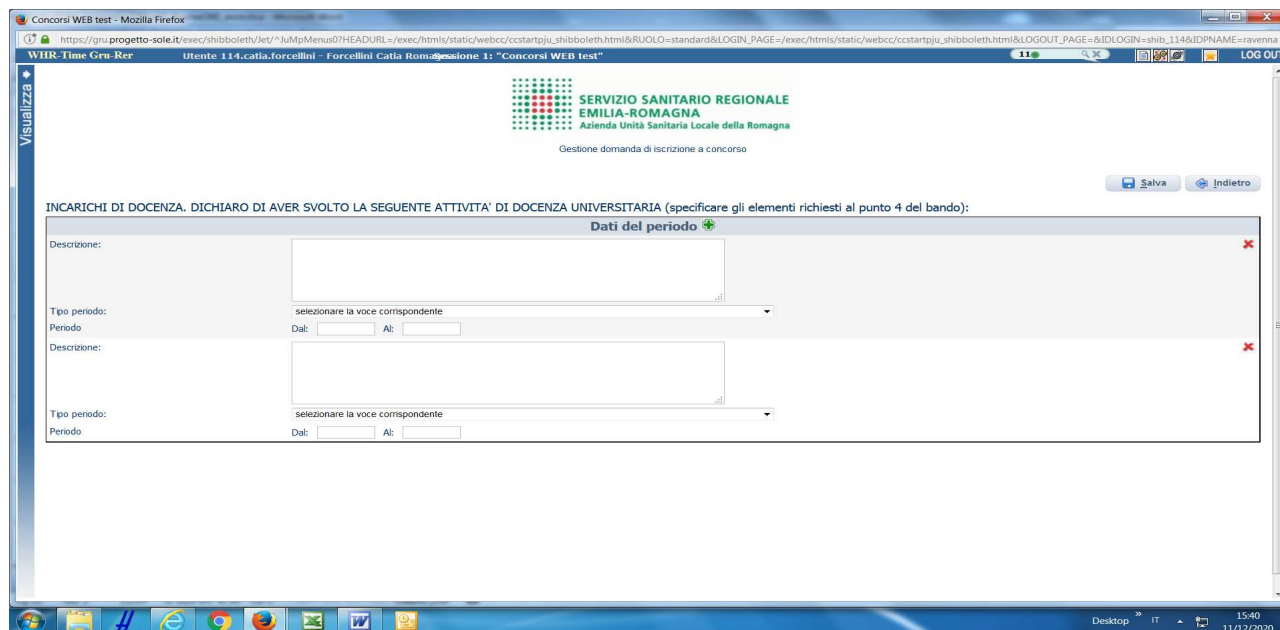 Concorsi WEB test - Mozilla Firefox
https://gru.progetto-sole.it/exec/shibboleth/Jet/^JuMpMenus0?HEADURL=/exec/htmls/static/webcc/ccstartpju_shibboleth.html&RUOLO=standard&LOGIN_PAGE=/exec/htmls/static/webcc/ccstartpju_shibboleth.html&LOGOUT_PAGE=&IDLOGIN=shib_114&IDPNAME=ravenna
WHR-Time Gru-Rer Utente 114.catia.forcellini - Forcellini Catia Sessione 1: "Concorsi WEB test" 11 LOG OUT
Visualizza
SERVIZIO SANITARIO REGIONALE
EMILIA-ROMAGNA
Azienda Unità Sanitaria Locale della Romagna
Gestione domanda di iscrizione a concorso
Salva Indietro
INCARICHI DI DOCENZA. DICHIARO DI AVER SVOLTO LA SEGUENTE ATTIVITA' DI DOCENZA UNIVERSITARIA (specificare gli elementi richiesti al punto 4 del bando):
Dati del periodo
Descrizione:
Tipo periodo: selezionare la voce corrispondente
Periodo Dal: Al:
Descrizione:
Tipo periodo: selezionare la voce corrispondente
Periodo Dal: Al:
Desktop » IT 15:40
11/12/2020